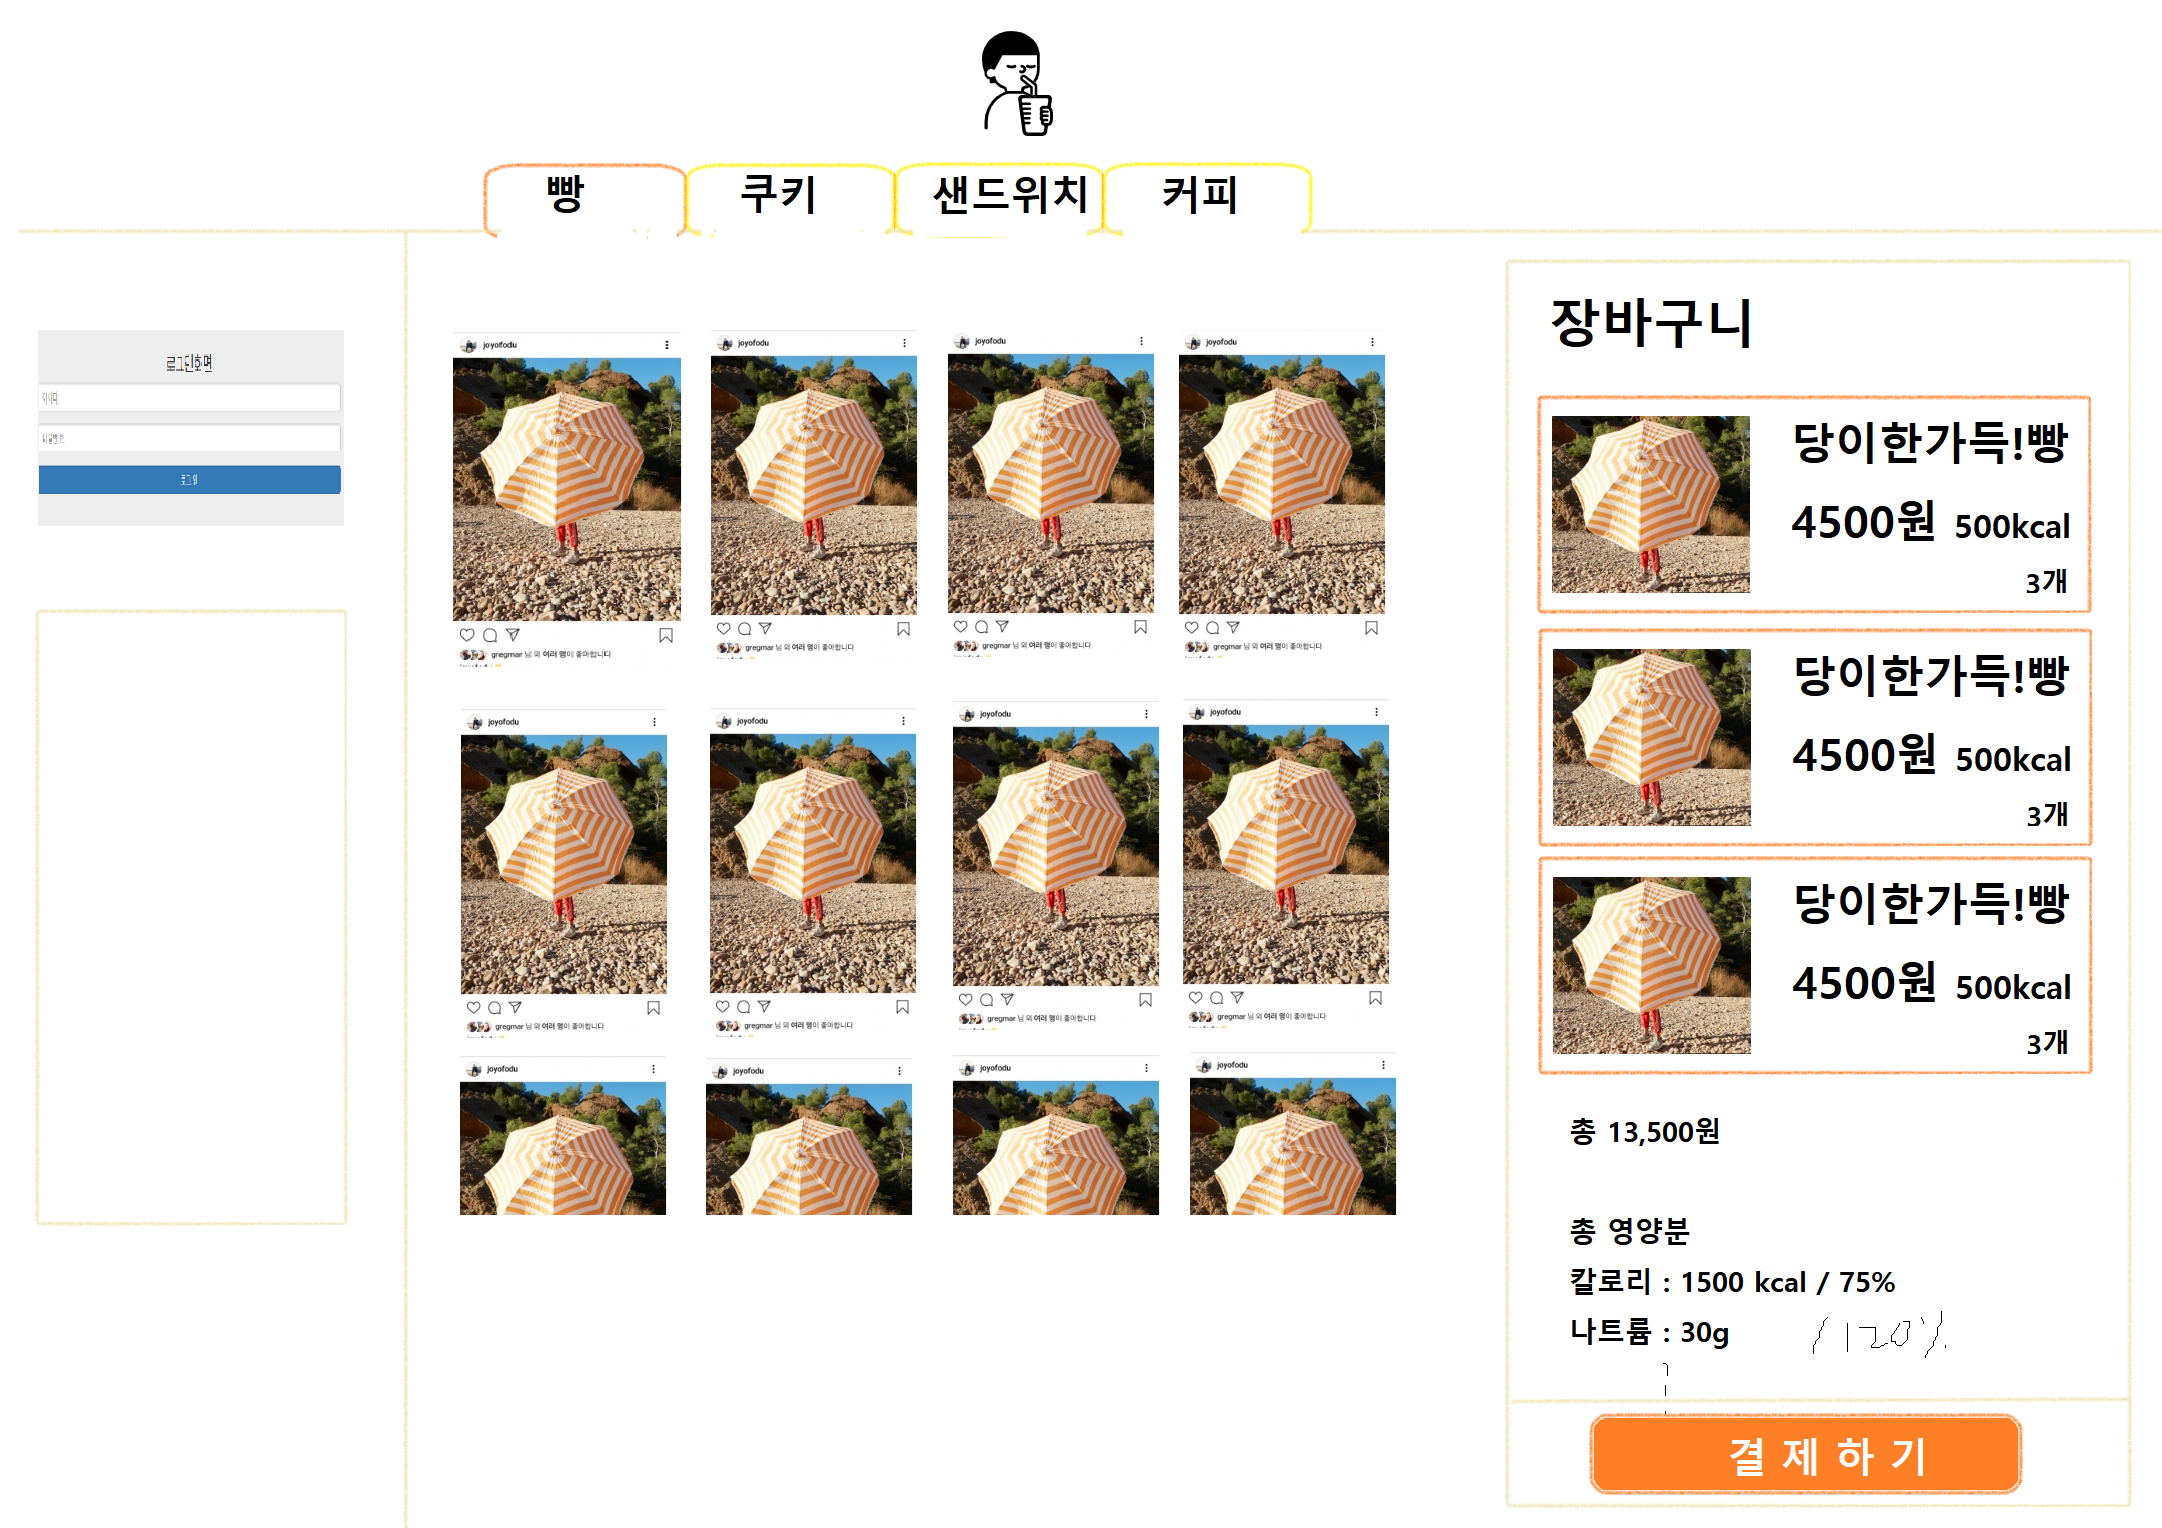 빵
쿠키
샌드위치
커피
로그인화면
아이디
비밀번호
로그인
joyofodu
joyofodu
joyofodu
joyofodu
gregmar 님 외 여러 명이 좋아합니다
gregmar 님 외 여러 명이 좋아합니다
gregmar 님 외 여러 명이 좋아합니다
gregmar 님 외 여러 명이 좋아합니다
joyofodu
joyofodu
joyofodu
joyofodu
gregmar 님 외 여러 명이 좋아합니다
gregmar 님 외 여러 명이 좋아합니다
gregmar 님 외 여러 명이 좋아합니다
gregmar 님 외 여러 명이 좋아합니다
joyofodu
joyofodu
joyofodu
joyofodu
장바구니
당이한가득!빵
4500원 500kcal
3개
당이한가득!빵
4500원 500kcal
3개
당이한가득!빵
4500원 500kcal
3개
총 13,500원
총 영양분
칼로리 : 1500 kcal / 75%
나트륨 : 30g / 120%
결 제 하 기